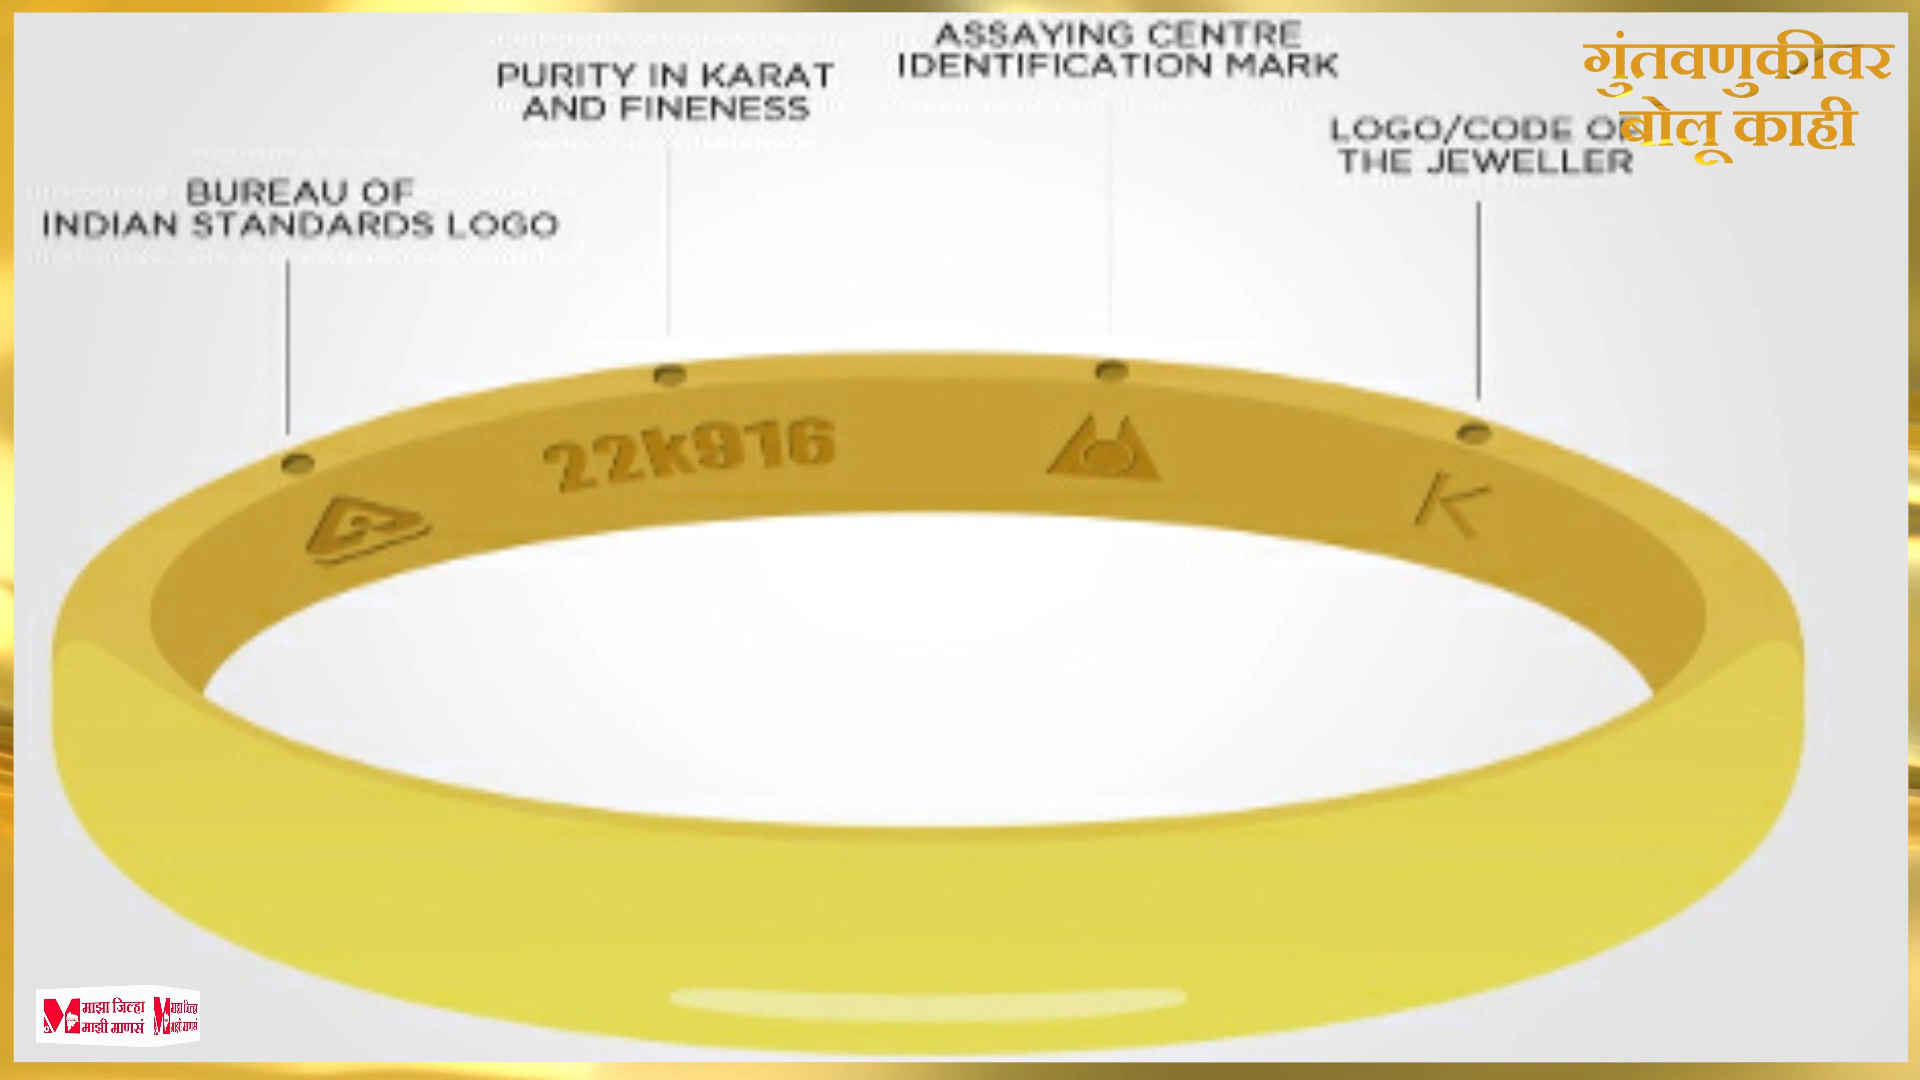 ASSAYING CENTRE
IDENTIFICATION MARK
गुंतवणुकीवर
बोलू काही
PURITY IN KARAT
AND FINENESS
LOGO/CODE OF
THE JEWELLER
BUREAU OF
INDIAN STANDARDS LOGO
22k916
K
माझा जिल्हा
माझी माणसं
माझा जिल्हा
माझी माणसं